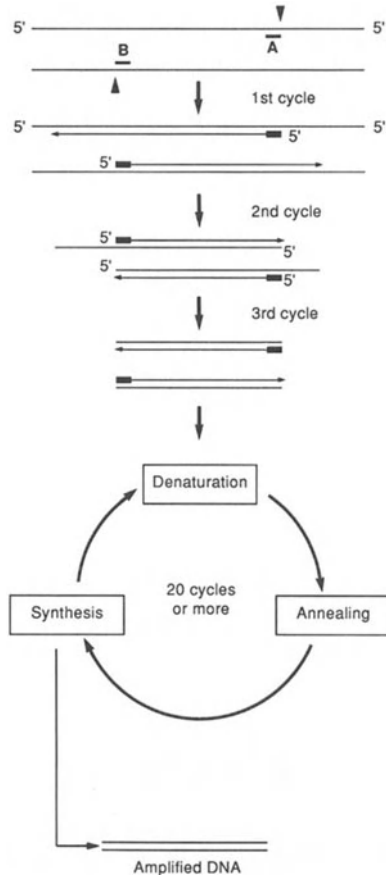 5' 5'
B
A
1st cycle
5' 5'
5'
5'
2nd cycle
5'
5'
5'
5'
3rd cycle
Denaturation
20 cycles
or more
Synthesis Annealing
Amplified DNA